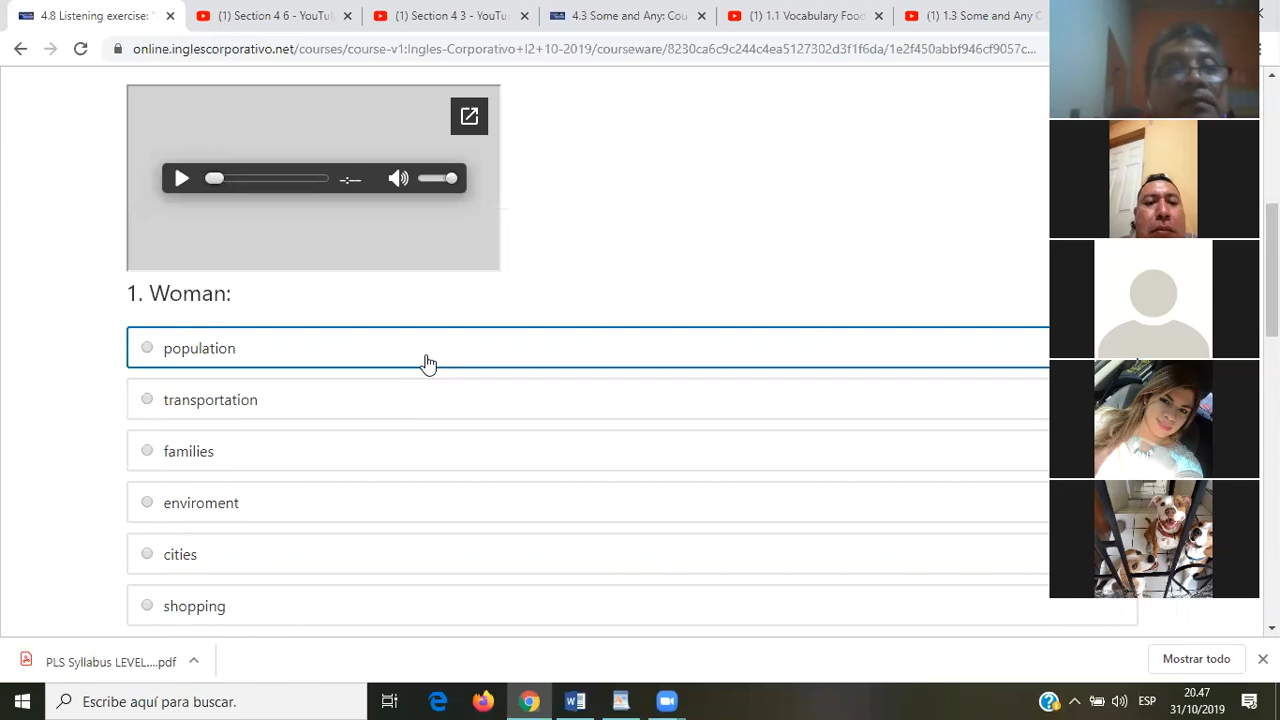 4.8 Listening exercise: "
(1) Section 4 6 - YouTu
(1) Section 4 3 - YouTu
4.3 Some and Any: Cou
(1) 1.1 Vocabulary Food
(1) 1.3 Some and Any C
online.inglescorporativo.net/courses/course-v1:Ingles-Corporativo+I2+10-2019/courseware/8230ca6c9c244c4ea5127302d3f1f6da/1e2f450abbf946cf9057c...
-:--
1. Woman:
population
transportation
families
enviroment
cities
shopping
PLS Syllabus LEVEL....pdf
Mostrar todo
Escribe aquí para buscar.
ESP
20.47
31/10/2019